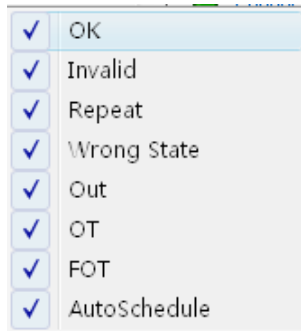 OK
Invalid
Repeat
Wrong State
Out
OT
FOT
AutoSchedule